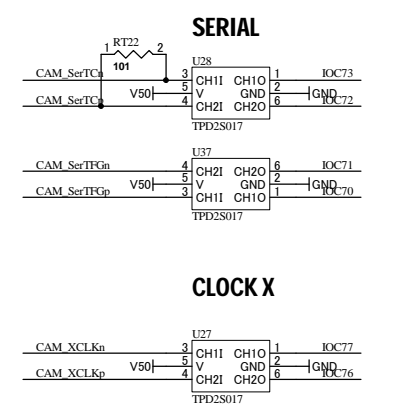 SERIAL
1 RT22 2
101
U28
CAM_SerTCn 3 CH1I CH1O 1 IOC73
V50 5 V GND 2 GND
CAM_SerTCp 4 CH2I CH2O 6 IOC72
TPD2S017
U37
CAM_SerTFGn 4 CH2I CH2O 6 IOC71
V50 5 V GND 2 GND
CAM_SerTFGp 3 CH1I CH1O 1 IOC70
TPD2S017
CLOCK X
U27
CAM_XCLKn 3 CH1I CH1O 1 IOC77
V50 5 V GND 2 GND
CAM_XCLKp 4 CH2I CH2O 6 IOC76
TPD2S017